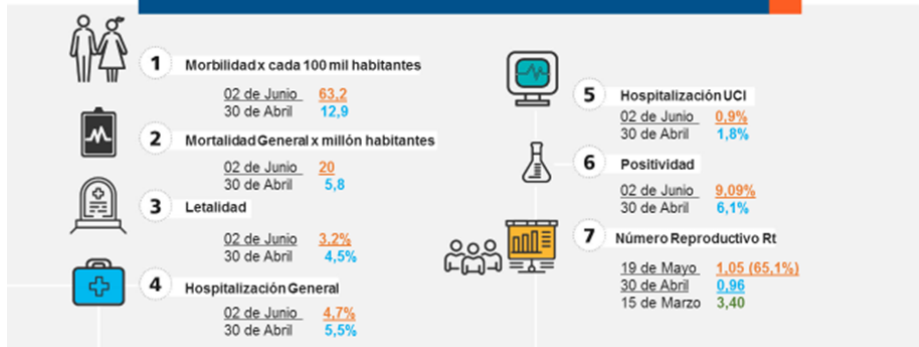 1 Morbilidad x cada 100 mil habitantes
02 de Junio 63,2
30 de Abril 12,9
2 Mortalidad General x millón habitantes
02 de Junio 20
30 de Abril 5,8
3 Letalidad
02 de Junio 3,2%
30 de Abril 4,5%
4 Hospitalización General
02 de Junio 4,7%
30 de Abril 5,5%
5 Hospitalización UCI
02 de Junio 0,9%
30 de Abril 1,8%
6 Positividad
02 de Junio 9,09%
30 de Abril 6,1%
7 Número Reproductivo Rt
19 de Mayo 1,05 (65,1%)
30 de Abril 0,96
15 de Marzo 3,40